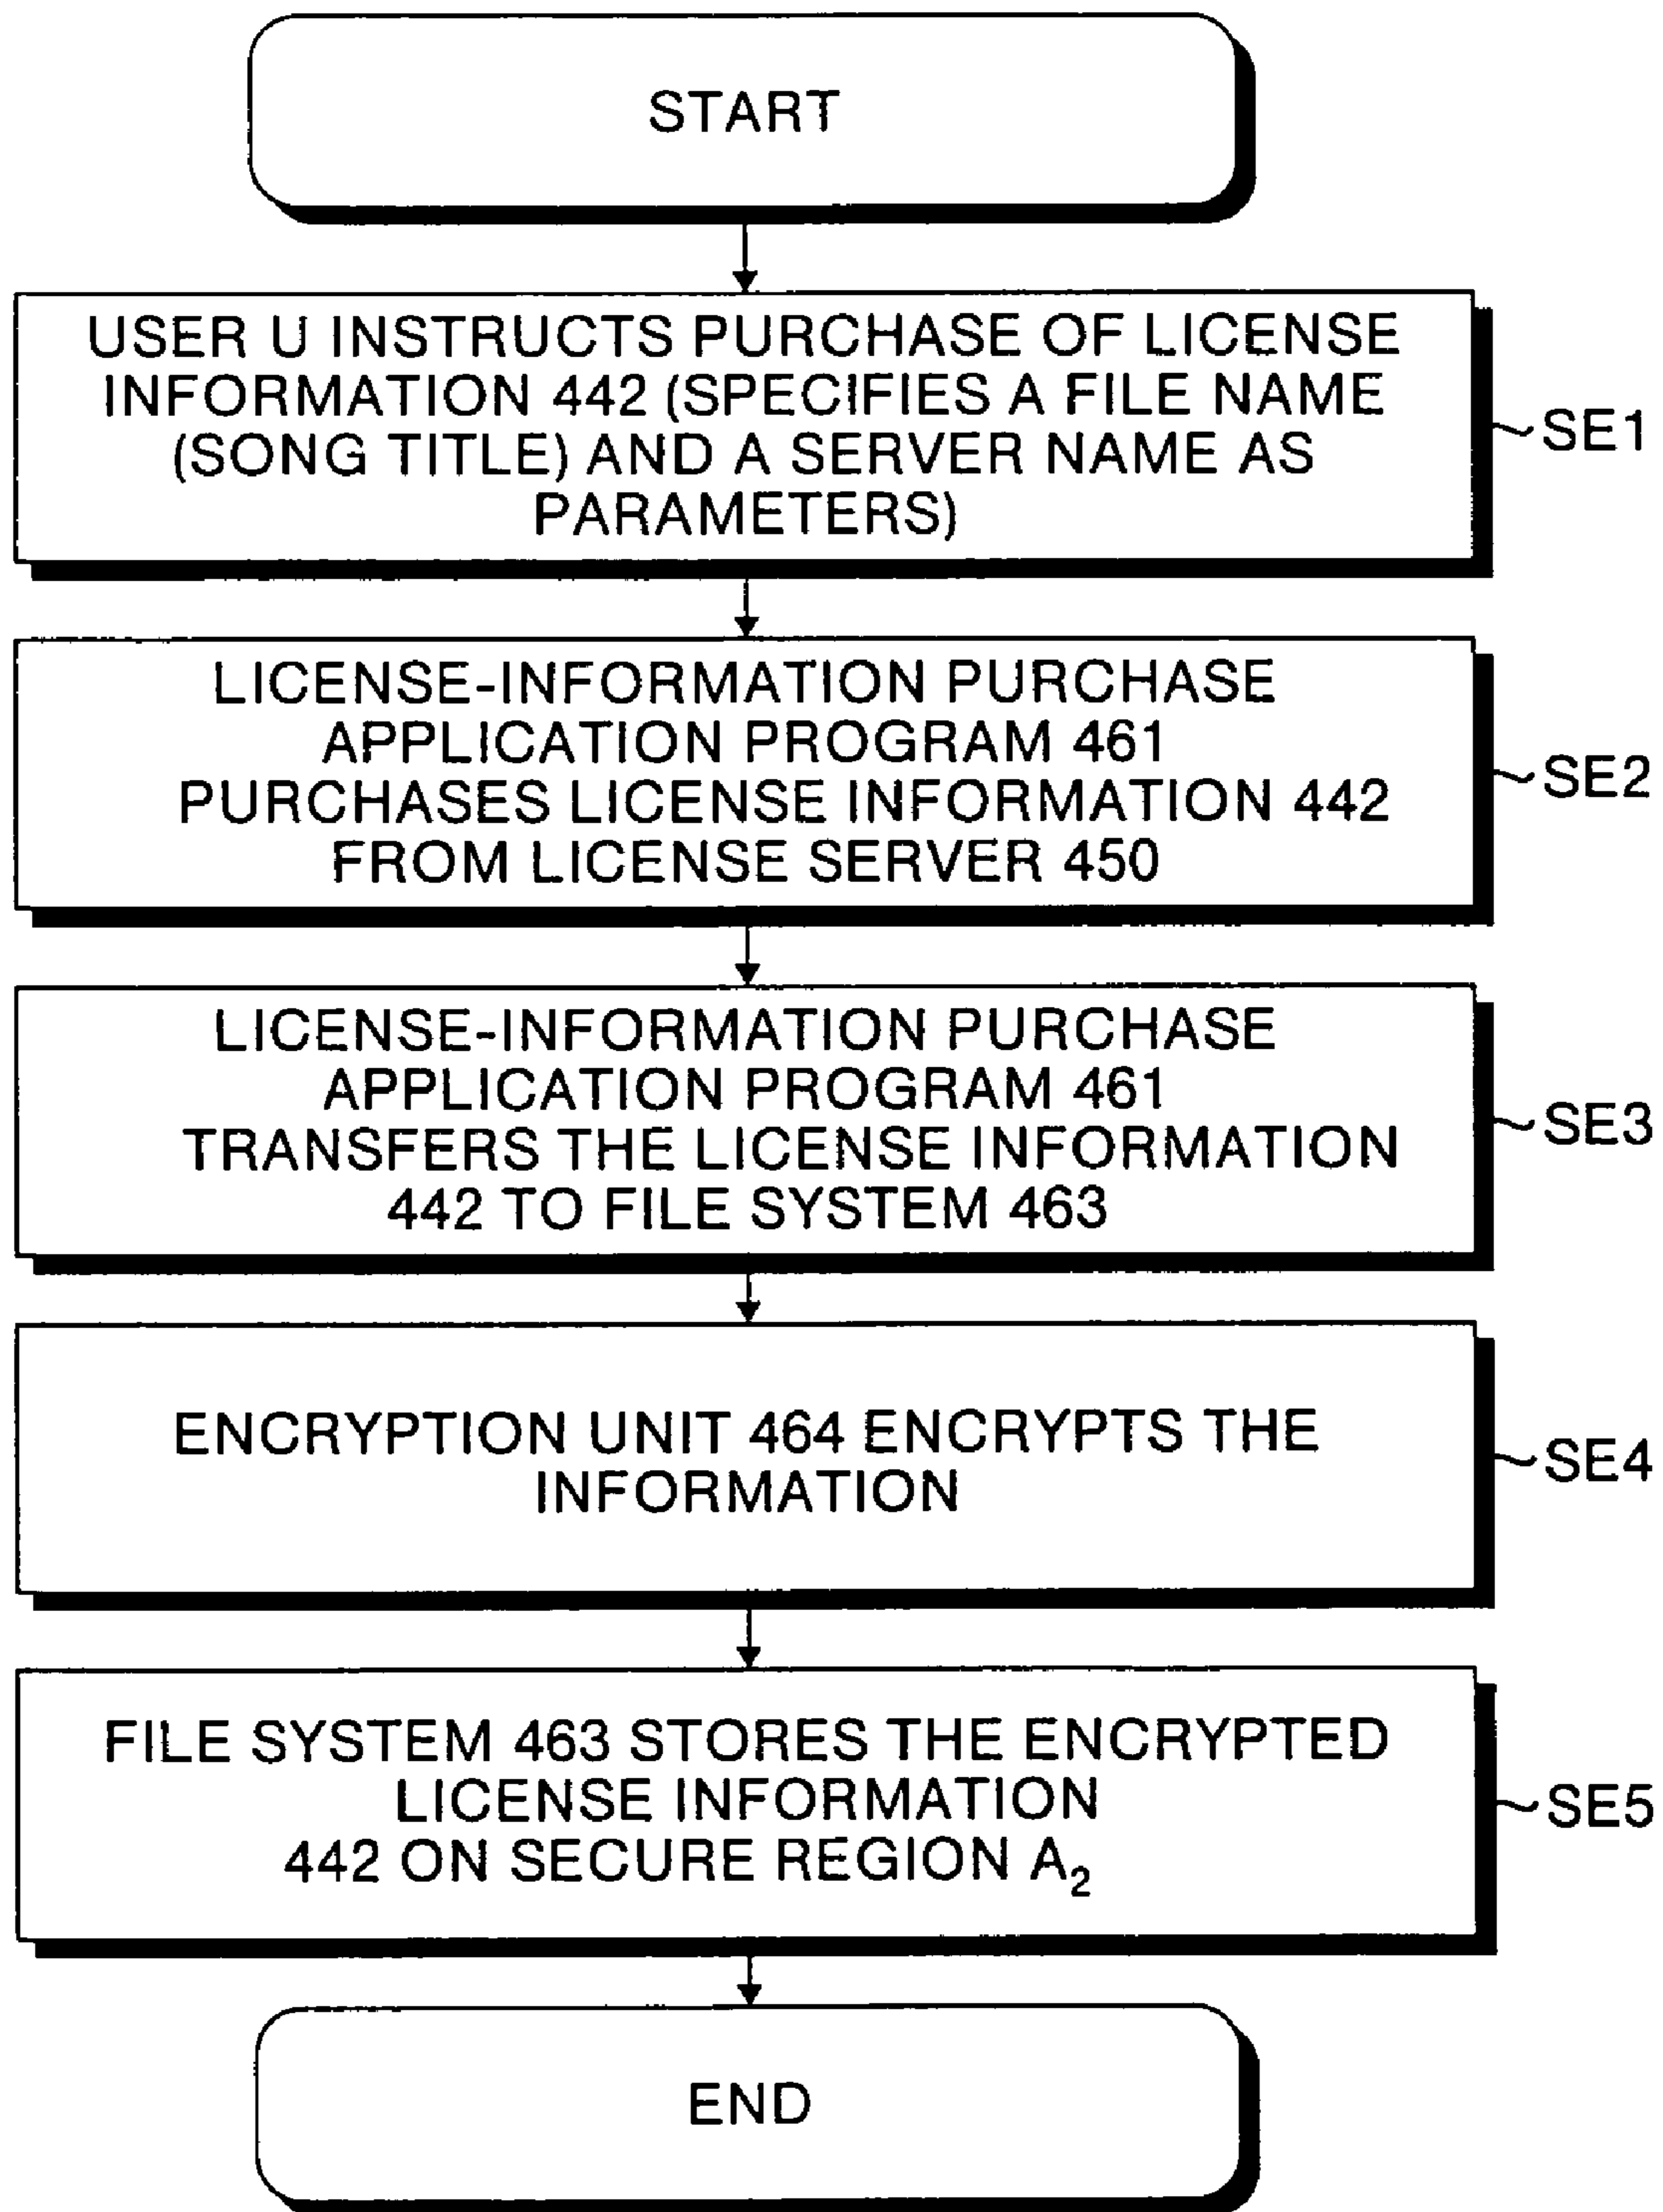 START
USER U INSTRUCTS PURCHASE OF LICENSE
INFORMATION 442 (SPECIFIES A FILE NAME
(SONG TITLE) AND A SERVER NAME AS
PARAMETERS)
SE1
LICENSE-INFORMATION PURCHASE
APPLICATION PROGRAM 461
PURCHASES LICENSE INFORMATION 442
FROM LICENSE SERVER 450
SE2
LICENSE-INFORMATION PURCHASE
APPLICATION PROGRAM 461
TRANSFERS THE LICENSE INFORMATION
442 TO FILE SYSTEM 463
SE3
ENCRYPTION UNIT 464 ENCRYPTS THE
INFORMATION
SE4
FILE SYSTEM 463 STORES THE ENCRYPTED
LICENSE INFORMATION
442 ON SECURE REGION A₂
SE5
END